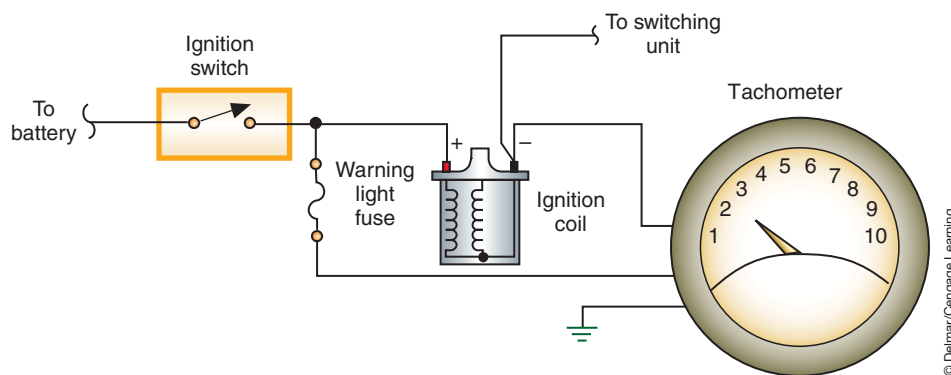 Ignition
switch
To
battery
Warning
light
fuse
+
−
Ignition
coil
To switching
unit
Tachometer
1
2
3
4
5
6
7
8
9
10
© Delmar/Cengage Learning